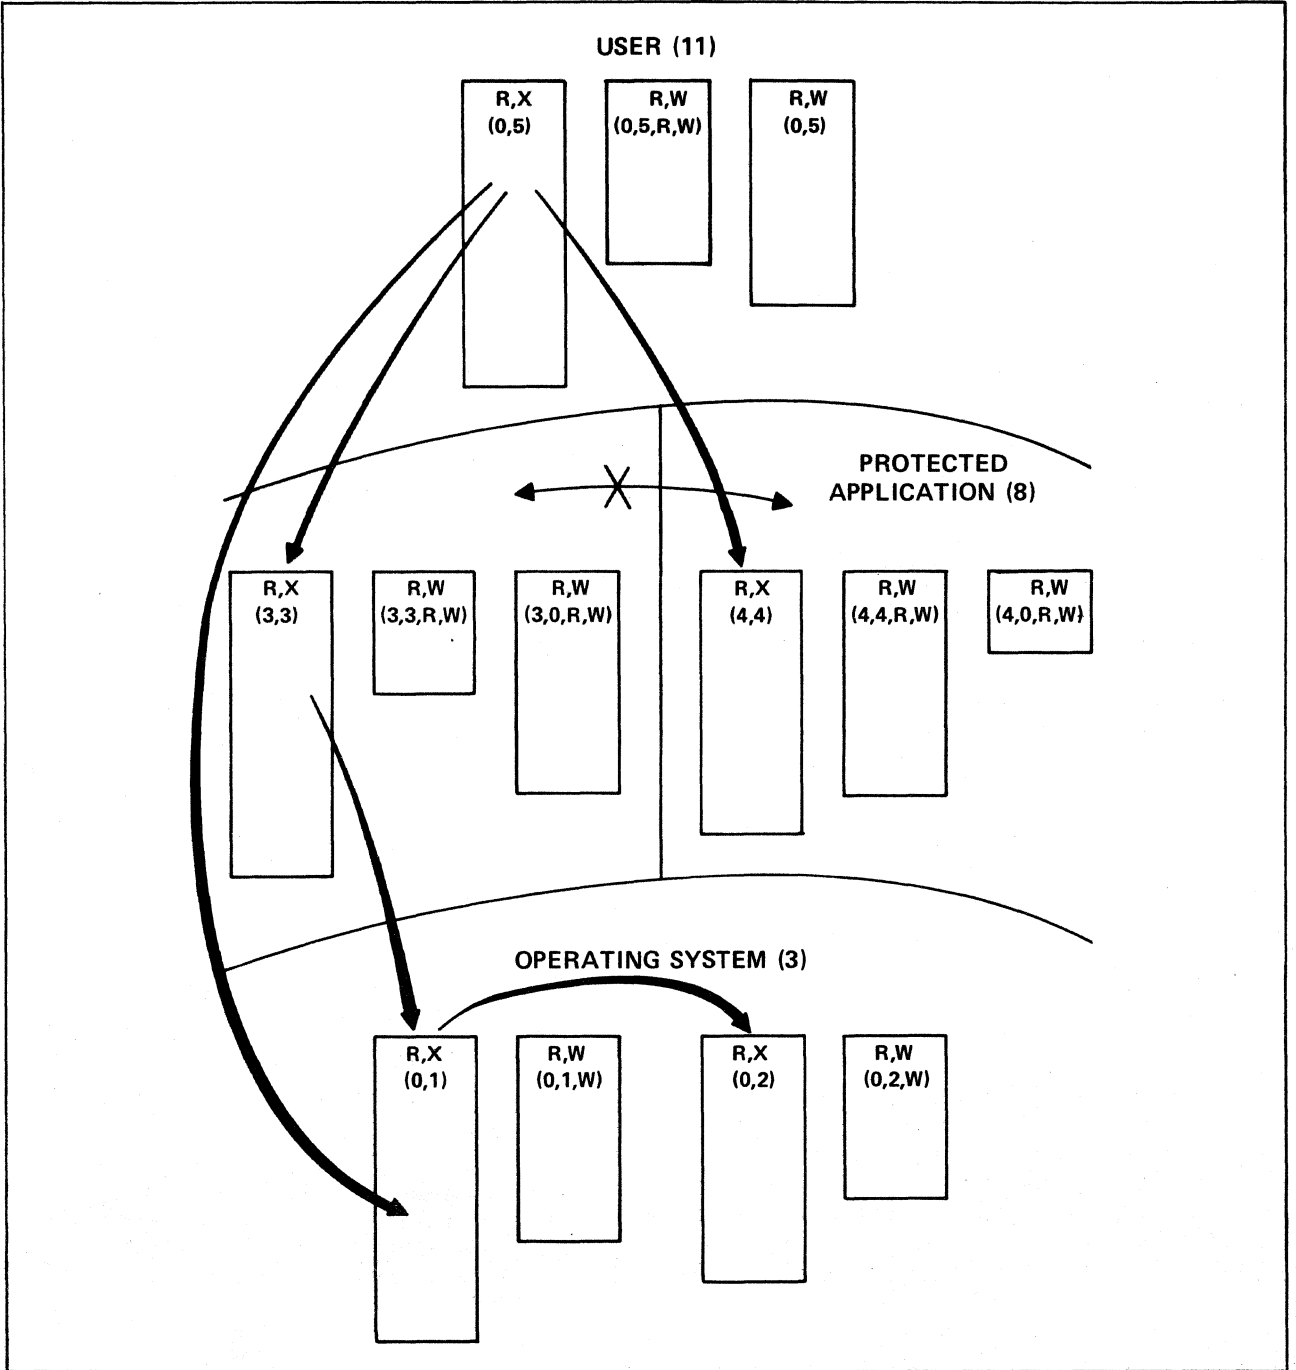 USER (11)
R,X
(0,5)
R,W
(0,5,R,W)
R,W
(0,5)
PROTECTED
APPLICATION (8)
R,X
(3,3)
R,W
(3,3,R,W)
R,W
(3,0,R,W)
R,X
(4,4)
R,W
(4,4,R,W)
R,W
(4,0,R,W)
OPERATING SYSTEM (3)
R,X
(0,1)
R,W
(0,1,W)
R,X
(0,2)
R,W
(0,2,W)